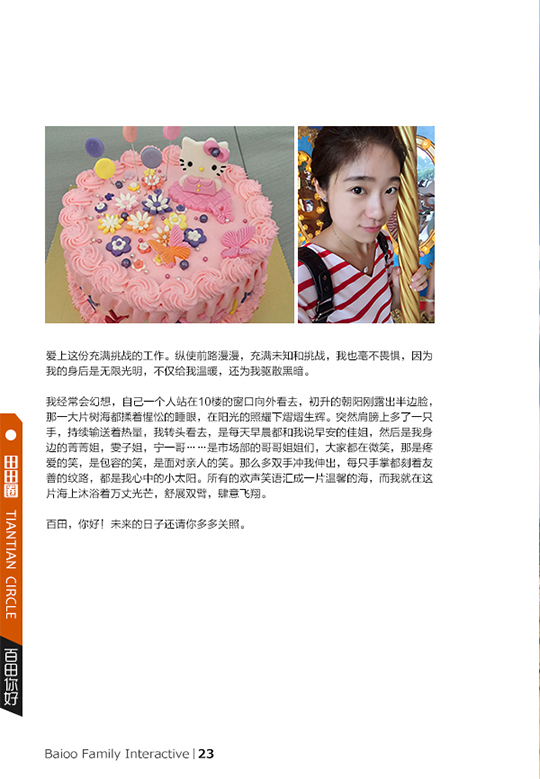 爱上这份充满挑战的工作。纵使前路漫漫，充满未知和挑战，我也毫不畏惧，因为
我的身后是无限光明，不仅给我温暖，还为我驱散黑暗。
我经常会幻想，自己一个人站在10楼的窗口向外看去，初升的朝阳刚露出半边脸，
那一大片树海都揉着惺忪的睡眼，在阳光的照耀下熠熠生辉。突然肩膀上多了一只
手，持续输送着热量，我转头看去，是每天早晨都和我说早安的佳姐，然后是我身
边的菁菁姐，雯子姐，宁一哥……是市场部的哥哥姐姐们，大家都在微笑，那是疼
爱的笑，是包容的笑，是面对亲人的笑。那么多双手冲我伸出，每只手掌都刻着友
善的纹路，都是我心中的小太阳。所有的欢声笑语汇成一片温馨的海，而我就在这
片海上沐浴着万丈光芒，舒展双臂，肆意飞翔。
百田，你好！未来的日子还请你多多关照。
田田圈 TIANTIAN CIRCLE
百田你好
Baioo Family Interactive | 23